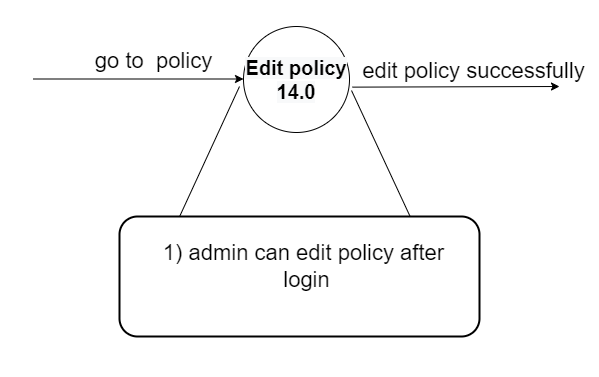 go to policy
Edit policy
14.0
edit policy successfully
1) admin can edit policy after
login